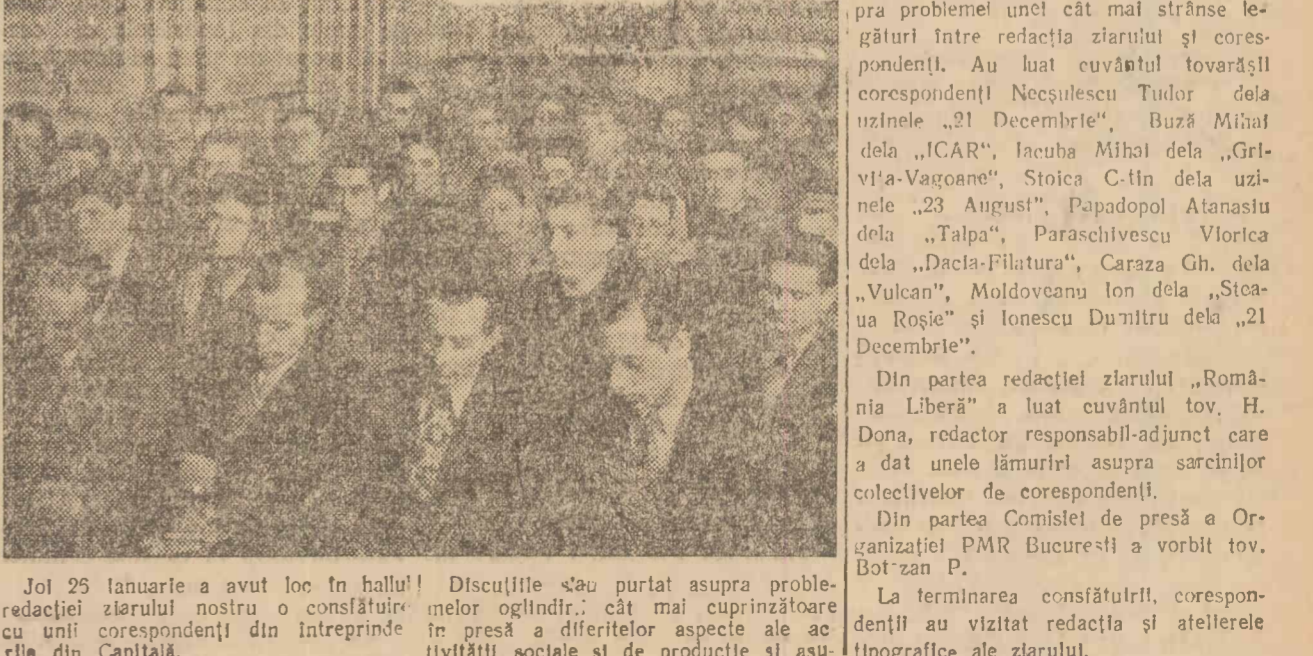 Joi 26 Ianuarie a avut loc în hallul
redacției ziarului nostru o consfătuire
cu unii corespondenți din întreprinde
rile din Capitală.
Discuțiile s'au purtat asupra proble-
melor oglindirii cât mai cuprinzătoare
în presă a diferitelor aspecte ale ac
tivității sociale și de producție și asu-
pra problemei unei cât mai strânse le-
gături între redacția ziarului și cores-
pondenți. Au luat cuvântul tovarășii
corespondenți Necșulescu Tudor dela
uzinele „21 Decembrie“, Buză Mihai
dela „ICAR“, Iacuba Mihai dela „Gri-
vița-Vagoane“, Stoica C-tin dela uzi-
nele „23 August“, Papadopol Atanasiu
dela „Talpa“, Paraschivescu Viorica
dela „Dacia-Filatura“, Caraza Gh. dela
„Vulcan”, Moldoveanu Ion dela „Stea-
ua Roșie” și Ionescu Dumitru dela „21
Decembrie”.
Din partea redacției ziarului „Româ-
nia Liberă” a luat cuvântul tov. H.
Dona, redactor responsabil-adjunct care
a dat unele lămuriri asupra sarcinilor
colectivelor de corespondenți.
Din partea Comisiei de presă a Or-
ganizației PMR București a vorbit tov.
P.
La terminarea consfătuirii, corespon-
denții au vizitat redacția și atelierele
tipografice ale ziarului.